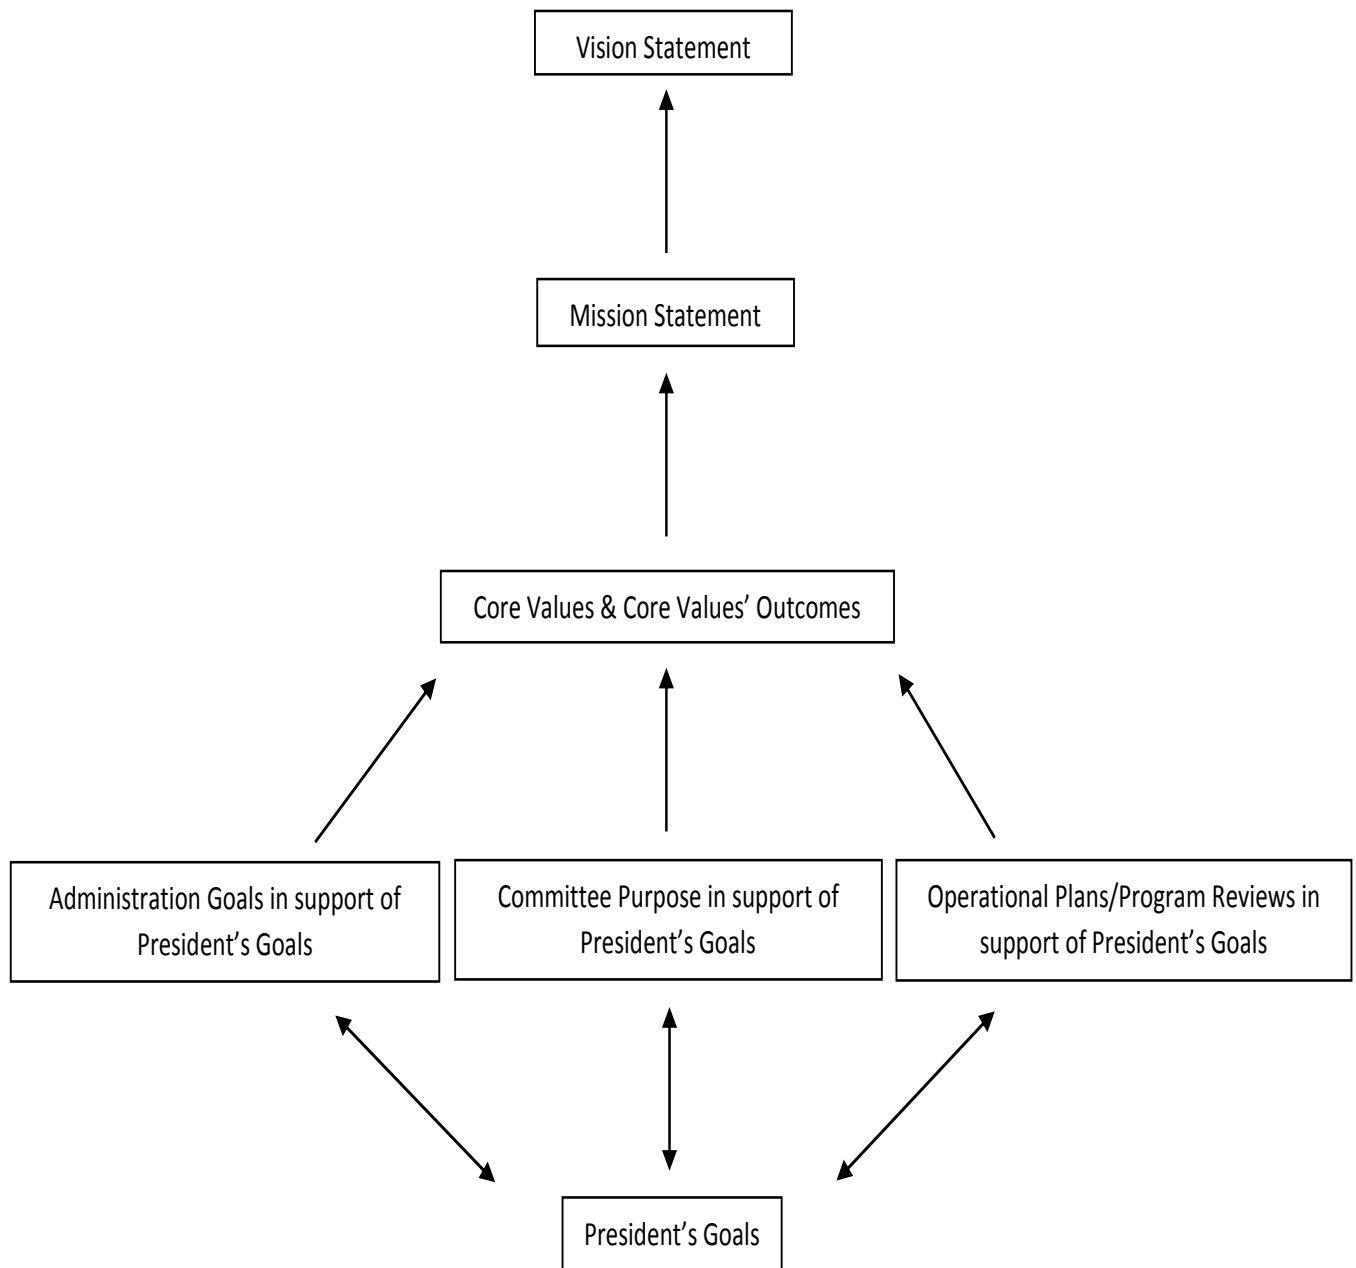 Vision Statement
Mission Statement
Core Values & Core Values’ Outcomes
Administration Goals in support of
President’s Goals
Committee Purpose in support of
President’s Goals
Operational Plans/Program Reviews in
support of President’s Goals
President’s Goals